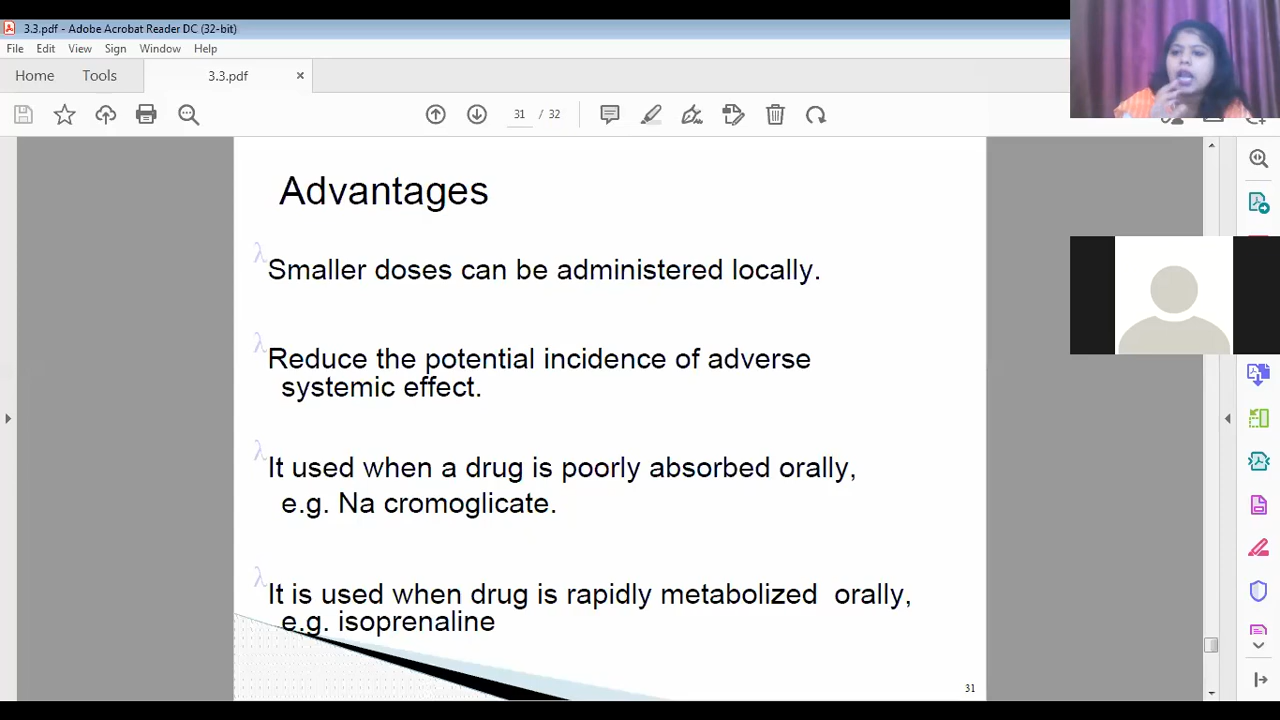 3.3.pdf - Adobe Acrobat Reader DC (32-bit)
File Edit View Sign Window Help
Home Tools 3.3.pdf ×
31 / 32
Advantages
λ Smaller doses can be administered locally.
λ Reduce the potential incidence of adverse
systemic effect.
λ It used when a drug is poorly absorbed orally,
e.g. Na cromoglicate.
λ It is used when drug is rapidly metabolized orally,
e.g. isoprenaline
31